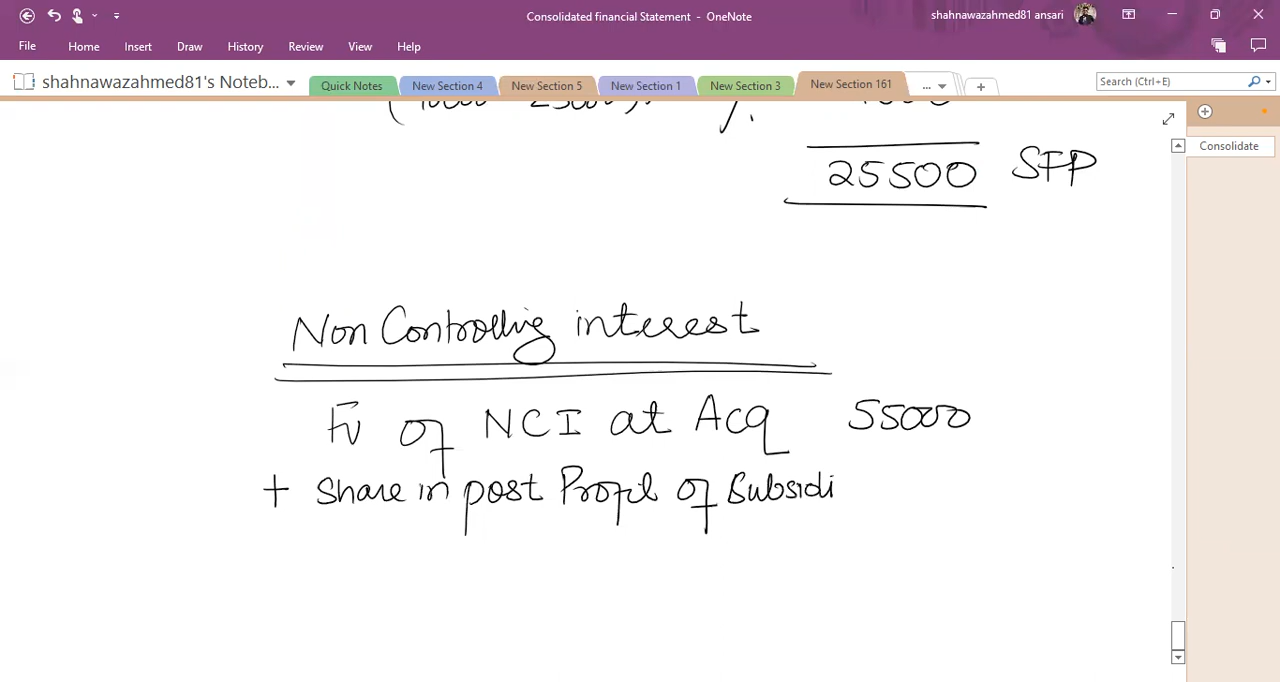 Consolidated financial Statement - OneNote
shahnawazahmed81 ansari
File Home Insert Draw History Review View Help
shahnawazahmed81's Noteb...
Quick Notes New Section 4 New Section 5 New Section 1 New Section 3 New Section 161 ...
Search (Ctrl+E)
Consolidate
25500 SFP
Non Controlling interest
Fv of NCI at Acq 55000
+ Share in post Profit of Subsidi